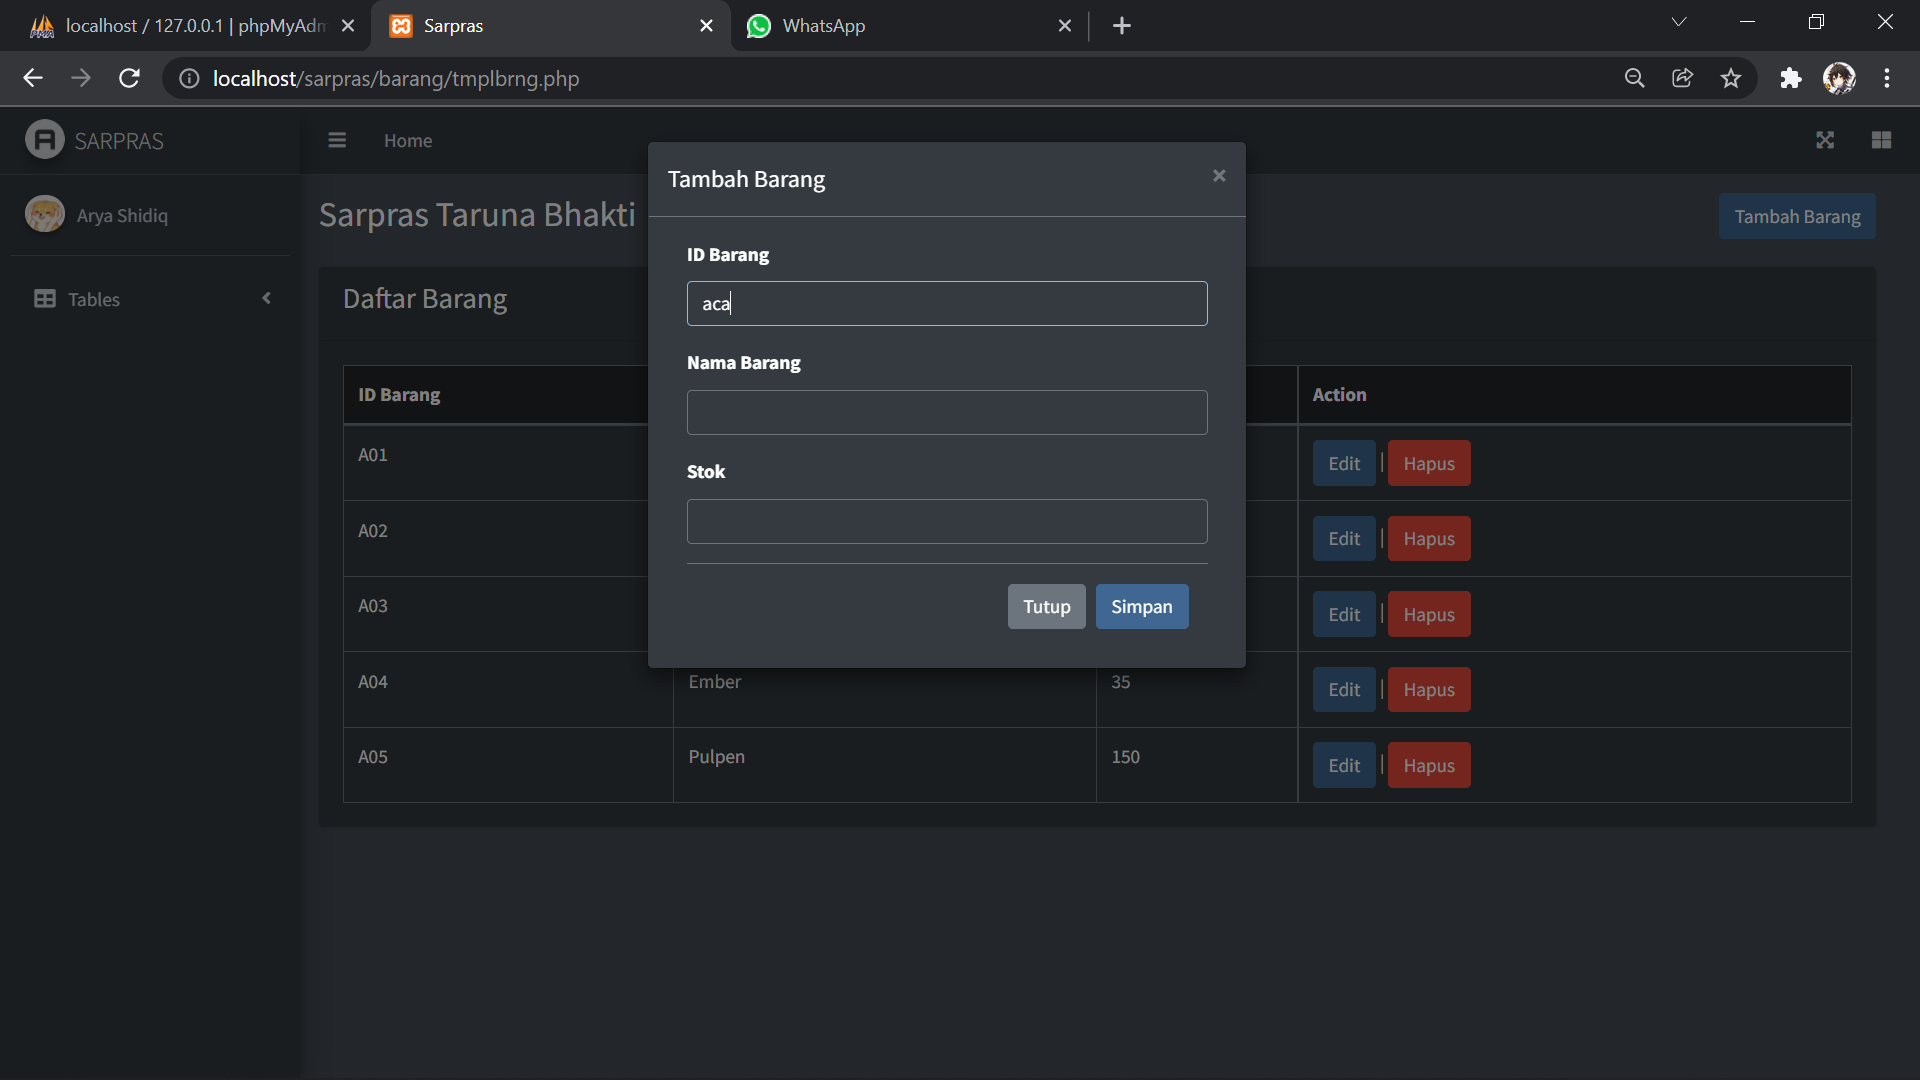 localhost / 127.0.0.1 | phpMyAdm
Sarpras
WhatsApp
localhost/sarpras/barang/tmplbrng.php
SARPRAS
Home
Arya Shidiq
Tables
Sarpras Taruna Bhakti
Tambah Barang
Daftar Barang
Tambah Barang
×
ID Barang
aca
Nama Barang
Stok
Tutup
Simpan
ID Barang
Action
A01
Edit | Hapus
A02
Edit | Hapus
A03
Edit | Hapus
A04 Ember 35 Edit | Hapus
A05 Pulpen 150 Edit | Hapus